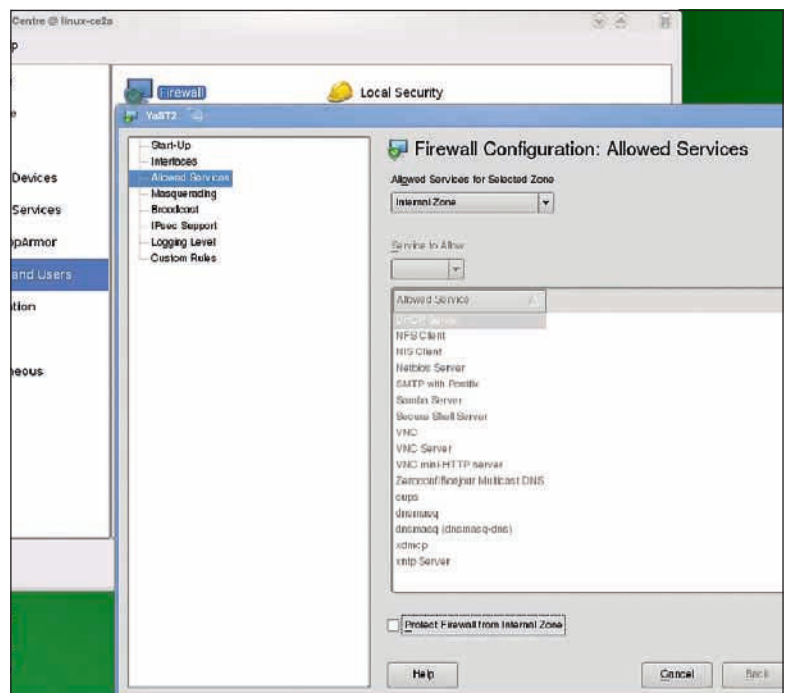 Centre @ linux-ce2a
p
Firewall
Local Security
e
Devices
Services
pArmor
and Users
tion
eous
YaST2
Start-Up
Interfaces
Allowed Services
Masquerading
Broadcast
IPsec Support
Logging Level
Custom Rules
Firewall Configuration: Allowed Services
Allowed Services for Selected Zone
Internal Zone
Service to Allow
Allowed Service
DHCP Server
NFS Client
NIS Client
Netbios Server
SMTP with Postfix
Samba Server
Secure Shell Server
VNC
VNC Server
VNC mini-HTTP server
Zeroconf/Bonjour Multicast DNS
cups
dnsmasq
dnsmasq (dnsmasq-dns)
xdmcp
xntp Server
Protect Firewall from Internal Zone
Help
Cancel
Back